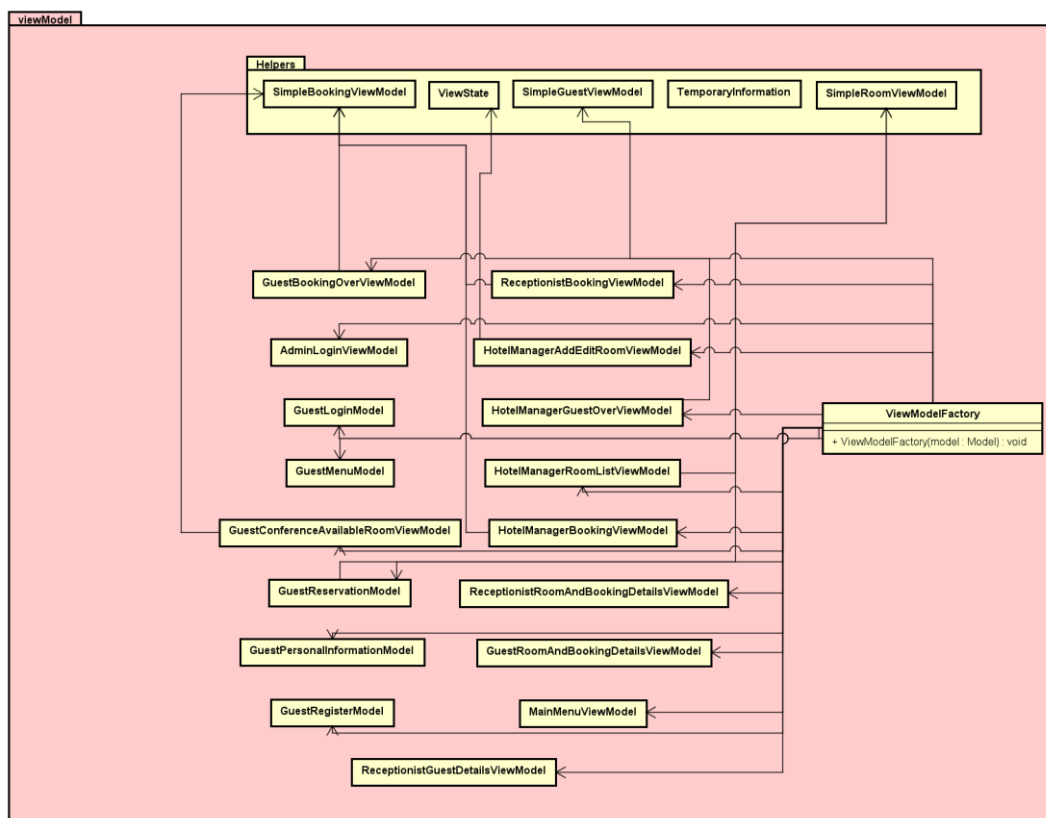 viewModel
Helpers
SimpleBookingViewModel
ViewState
SimpleGuestViewModel
TemporaryInformation
SimpleRoomViewModel
GuestBookingOverViewModel
ReceptionistBookingViewModel
AdminLoginViewModel
HotelManagerAddEditRoomViewModel
GuestLoginModel
HotelManagerGuestOverViewModel
ViewModelFactory
+ ViewModelFactory(model : Model) : void
GuestMenuModel
HotelManagerRoomListViewModel
GuestConferenceAvailableRoomViewModel
HotelManagerBookingViewModel
GuestReservationModel
ReceptionistRoomAndBookingDetailsViewModel
GuestPersonalInformationModel
GuestRoomAndBookingDetailsViewModel
GuestRegisterModel
MainMenuViewModel
ReceptionistGuestDetailsViewModel